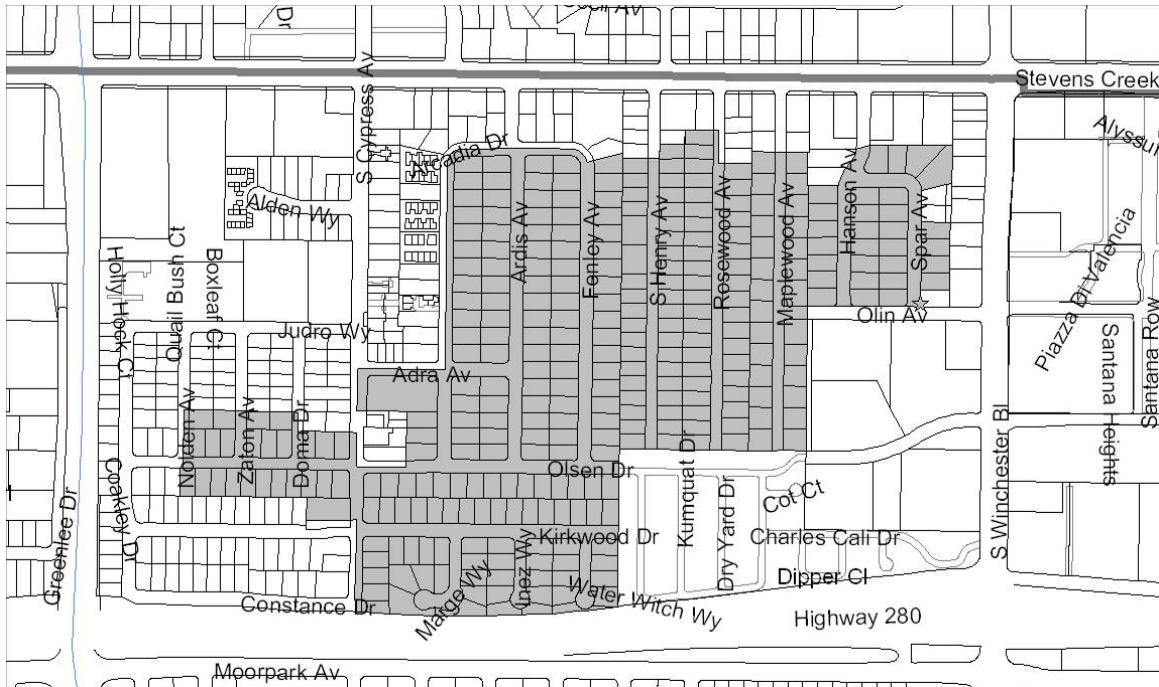 Dr
S Cypress Av
Stevens Creek
Arcadia Dr
Alyssum
Alden Wy
Ardis Av
Fenley Av
S Henry Av
Rosewood Av
Maplewood Av
Hanson Av
Spar Av
Holly Hock Ct
Quail Bush Ct
Boxleaf Ct
Judro Wy
Olin Av
Piazza Di Valencia
Santana Heights
Santana Row
Adra Av
Nolden Av
Zaton Av
Doma Dr
Coakley Dr
Greenlee Dr
Olsen Dr
Kumquat Dr
Dry Yard Dr
Cot Ct
S Winchester Bl
Kirkwood Dr
Charles Cali Dr
Inez Wy
Marge Wy
Water Witch Wy
Dipper Cl
Constance Dr
Highway 280
Moorpark Av